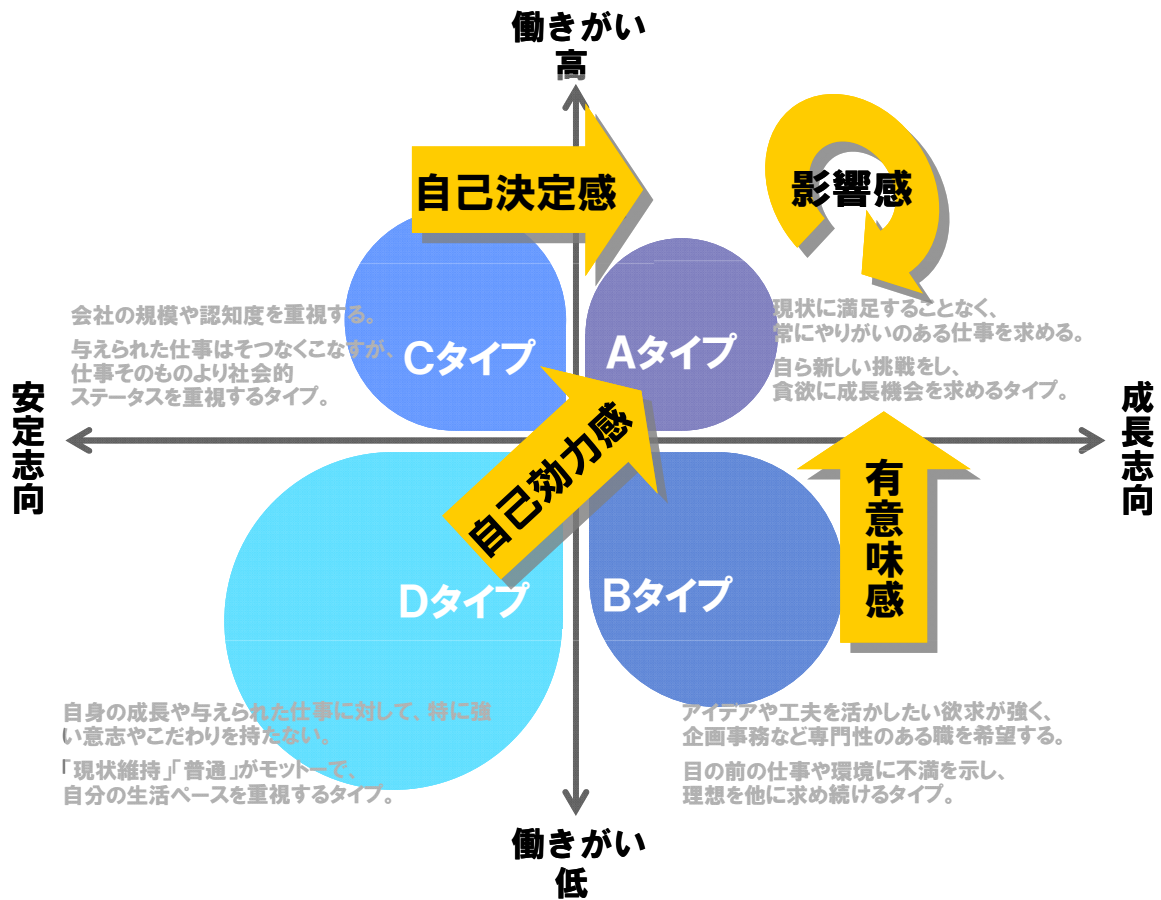 働きがい
高
自己決定感
影響感
会社の規模や認知度を重視する。
与えられた仕事はそつなくこなすが、
仕事そのものより社会的
ステータスを重視するタイプ。
Cタイプ
Aタイプ
現状に満足することなく、
常にやりがいのある仕事を求める。
自ら新しい挑戦をし、
貪欲に成長機会を求めるタイプ。
安定志向
成長志向
自己効力感
有意味感
Dタイプ
Bタイプ
自身の成長や与えられた仕事に対して、特に強
い意志やこだわりを持たない。
「現状維持」「普通」がモットーで、
自分の生活ペースを重視するタイプ。
アイデアや工夫を活かしたい欲求が強く、
企画事務など専門性のある職を希望する。
目の前の仕事や環境に不満を示し、
理想を他に求め続けるタイプ。
働きがい
低